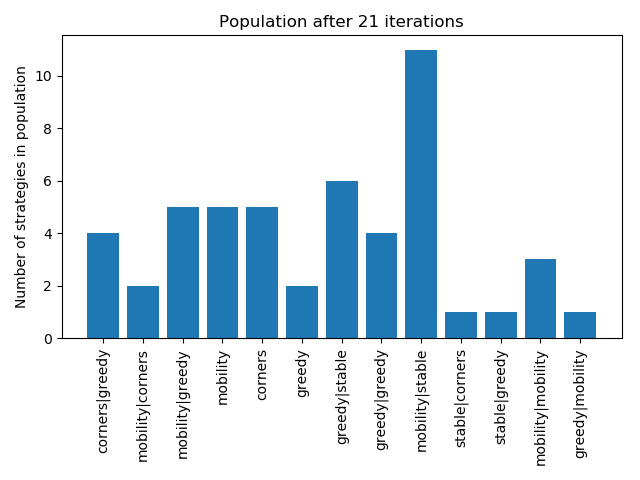 Population after 21 iterations
Number of strategies in population
10
8
6
4
2
0
corners|greedy
mobility|corners
mobility|greedy
mobility
corners
greedy
greedy|stable
greedy|greedy
mobility|stable
stable|corners
stable|greedy
mobility|mobility
greedy|mobility